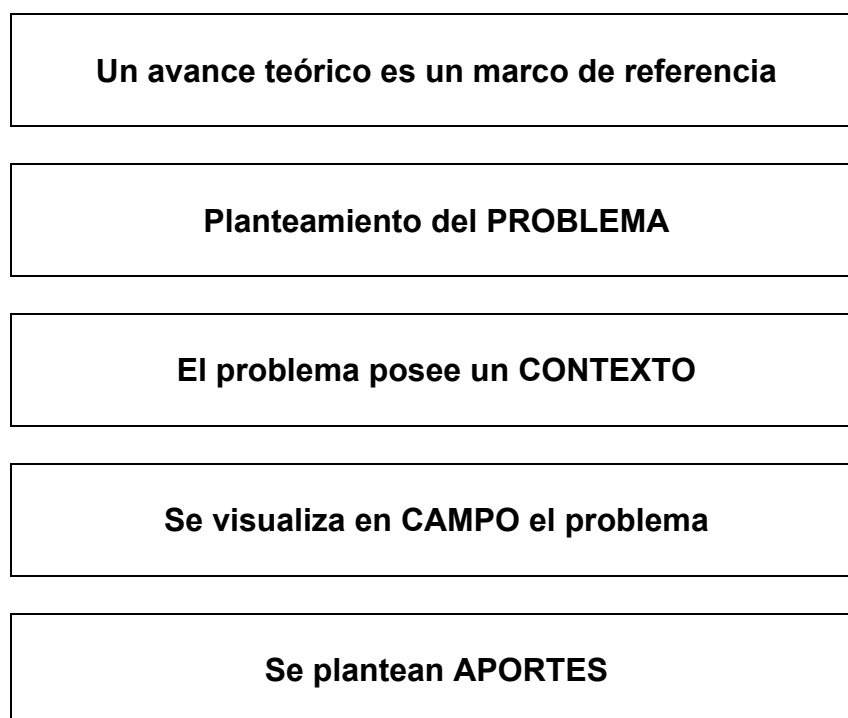 Un avance teórico es un marco de referencia
Planteamiento del PROBLEMA
El problema posee un CONTEXTO
Se visualiza en CAMPO el problema
Se plantean APORTES